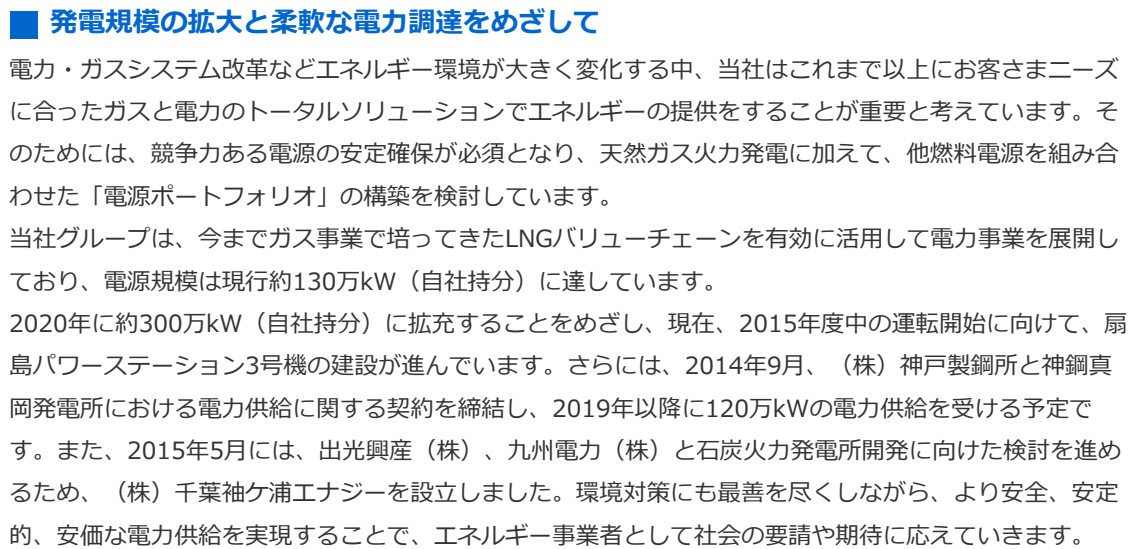 発電規模の拡大と柔軟な電力調達をめざして
電力・ガスシステム改革などエネルギー環境が大きく変化する中、当社はこれまで以上にお客さまニーズ
に合ったガスと電力のトータルソリューションでエネルギーの提供をすることが重要と考えています。そ
のためには、競争力ある電源の安定確保が必須となり、天然ガス火力発電に加えて、他燃料電源を組み合
わせた「電源ポートフォリオ」の構築を検討しています。
当社グループは、今までガス事業で培ってきたLNGバリューチェーンを有効に活用して電力事業を展開し
ており、電源規模は現行約130万kW（自社持分）に達しています。
2020年に約300万kW（自社持分）に拡充することをめざし、現在、2015年度中の運転開始に向けて、扇
島パワーステーション3号機の建設が進んでいます。さらには、2014年9月、（株）神戸製鋼所と神鋼真
岡発電所における電力供給に関する契約を締結し、2019年以降に120万kWの電力供給を受ける予定で
す。また、2015年5月には、出光興産（株）、九州電力（株）と石炭火力発電所開発に向けた検討を進め
るため、（株）千葉袖ケ浦エナジーを設立しました。環境対策にも最善を尽くしながら、より安全、安定
的、安価な電力供給を実現することで、エネルギー事業者として社会の要請や期待に応えていきます。